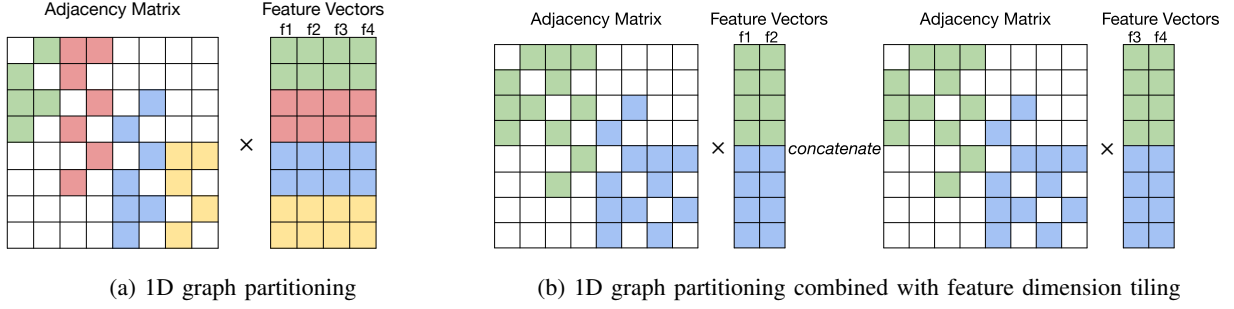 Adjacency Matrix
Feature Vectors
f1 f2 f3 f4
×
(a) 1D graph partitioning
Adjacency Matrix
Feature Vectors
f1 f2
×
concatenate
Adjacency Matrix
Feature Vectors
f3 f4
×
(b) 1D graph partitioning combined with feature dimension tiling